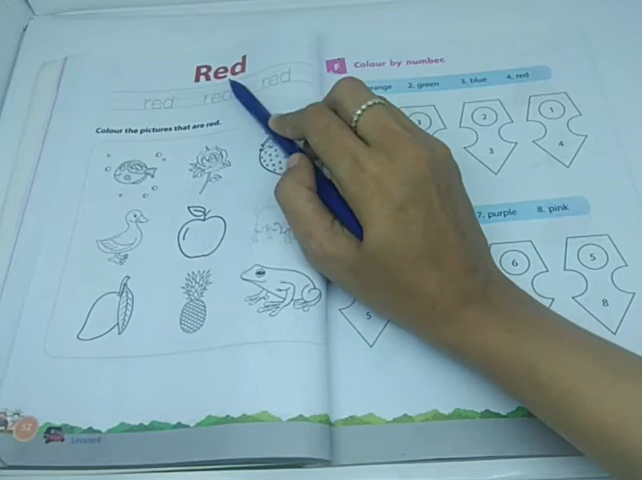 Red
red red red
Colour the pictures that are red.
52
Lesson 6
F Colour by number.
orange 2. green 3. blue 4. red
1 2 1
3 4
7. purple 8. pink
6 5
5 8